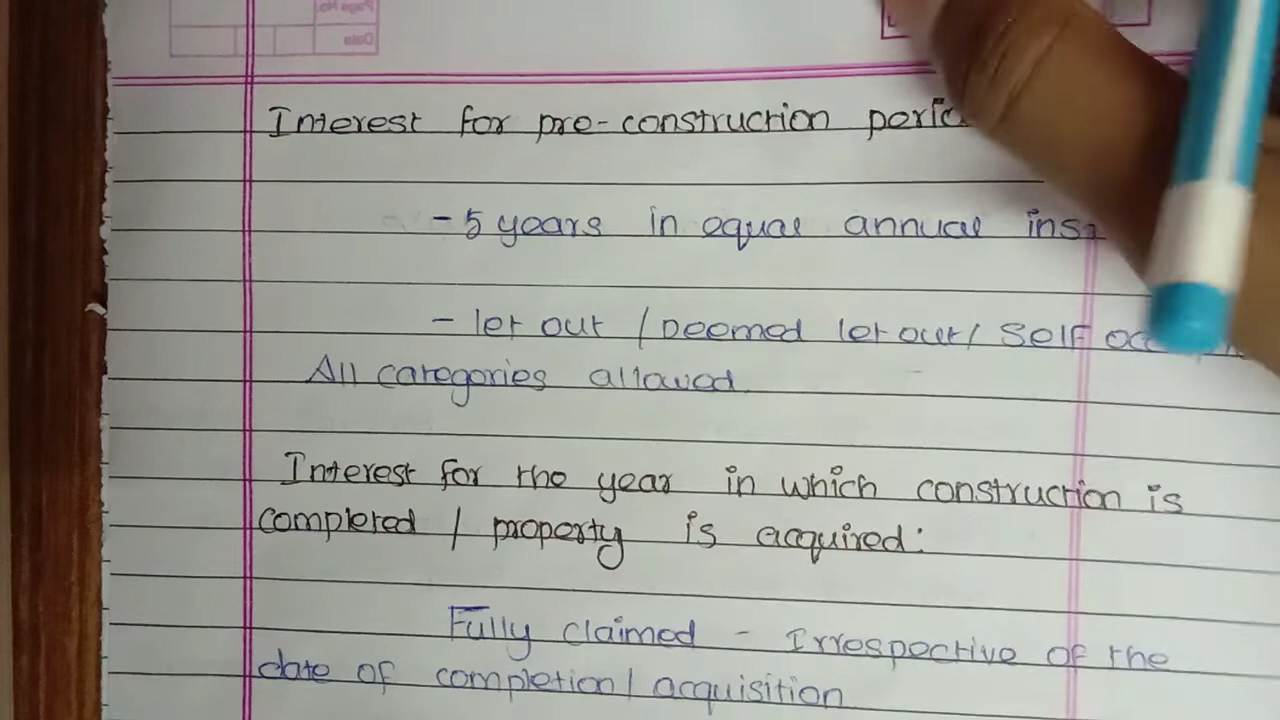 Interest for pre-construction
- 5 years in equal annual
- let out / Deemed let out / Self
All categories allowed
Interest for the year in which construction is
completed / property is acquired:
Fully claimed - Irrespective of the
date of completion / acquisition